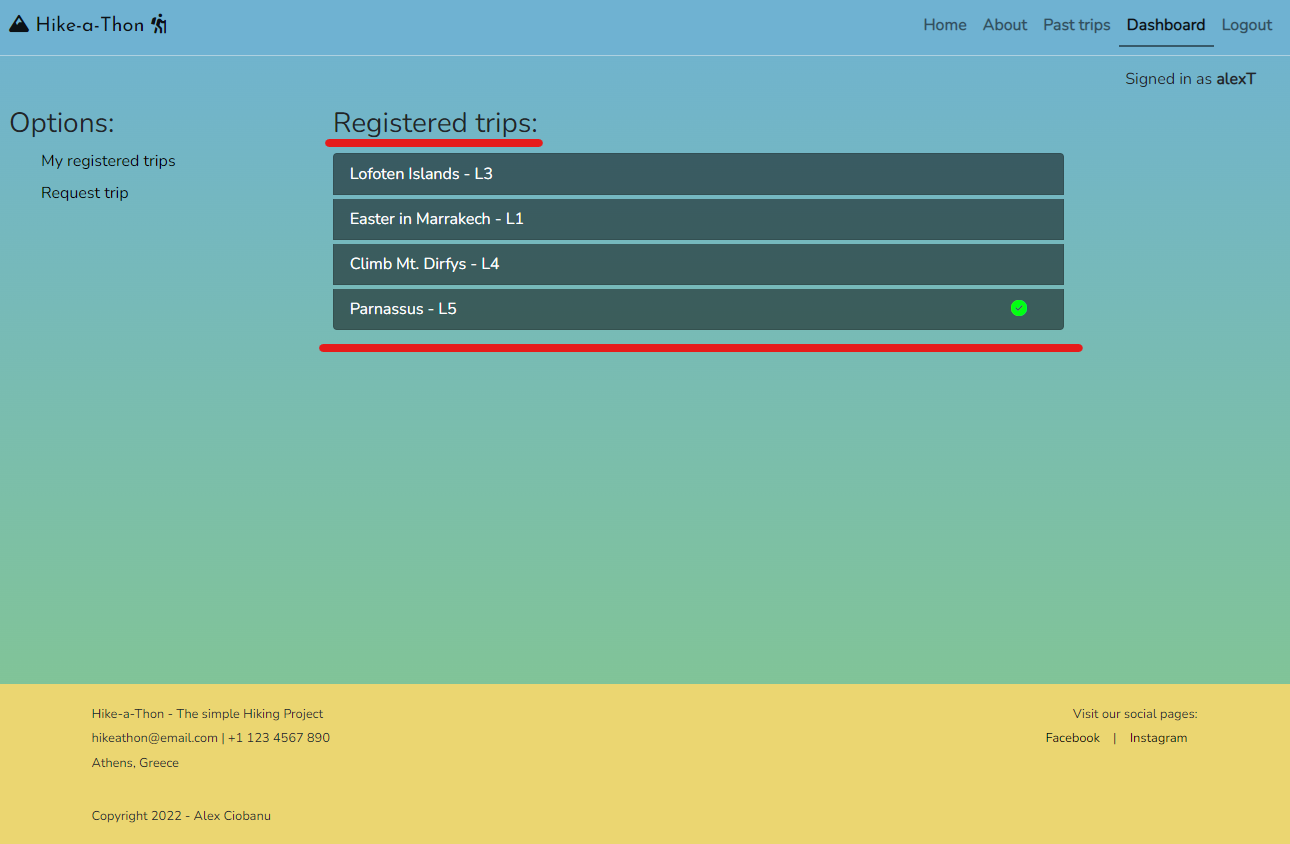 Hike-a-Thon
Home About Past trips Dashboard Logout
Signed in as alexT
Options:
My registered trips
Request trip
Registered trips:
Lofoten Islands - L3
Easter in Marrakech - L1
Climb Mt. Dirfys - L4
Parnassus - L5
Hike-a-Thon - The simple Hiking Project
hikeathon@email.com | +1 123 4567 890
Athens, Greece
Copyright 2022 - Alex Ciobanu
Visit our social pages:
Facebook | Instagram